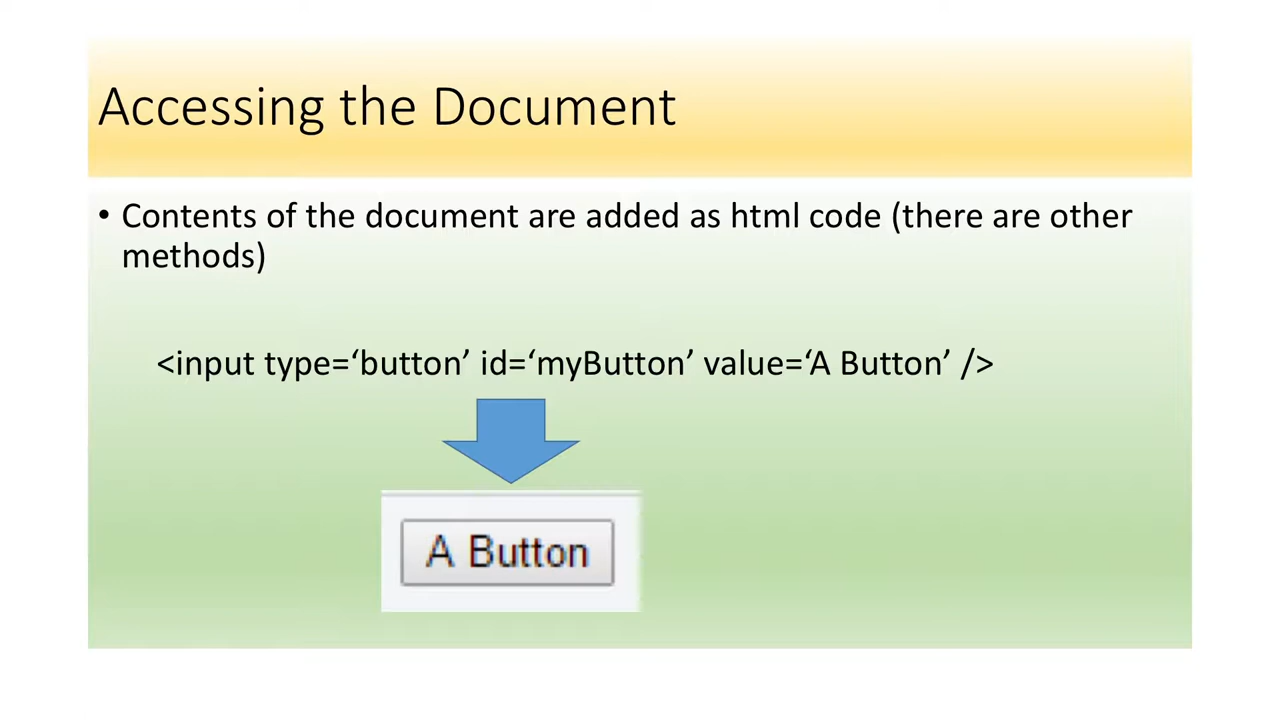 Accessing the Document
• Contents of the document are added as html code (there are other
methods)
<input type=‘button’ id=‘myButton’ value=‘A Button’ />
A Button